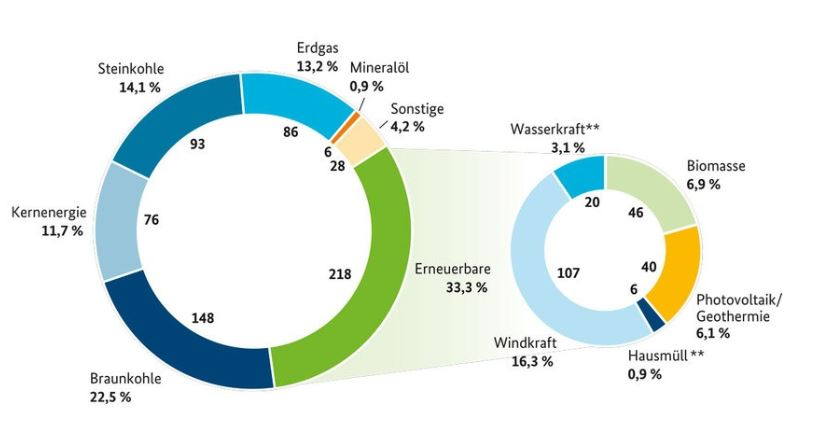 Erdgas
13,2 %
Mineralöl
0,9 %
Steinkohle
14,1 %
Sonstige
4,2 %
86
93
6
28
Kernenergie
11,7 %
76
218
Erneuerbare
33,3 %
148
Braunkohle
22,5 %
Wasserkraft**
3,1 %
Biomasse
6,9 %
20
46
107
40
6
Photovoltaik/
Geothermie
6,1 %
Windkraft
16,3 %
Hausmüll **
0,9 %